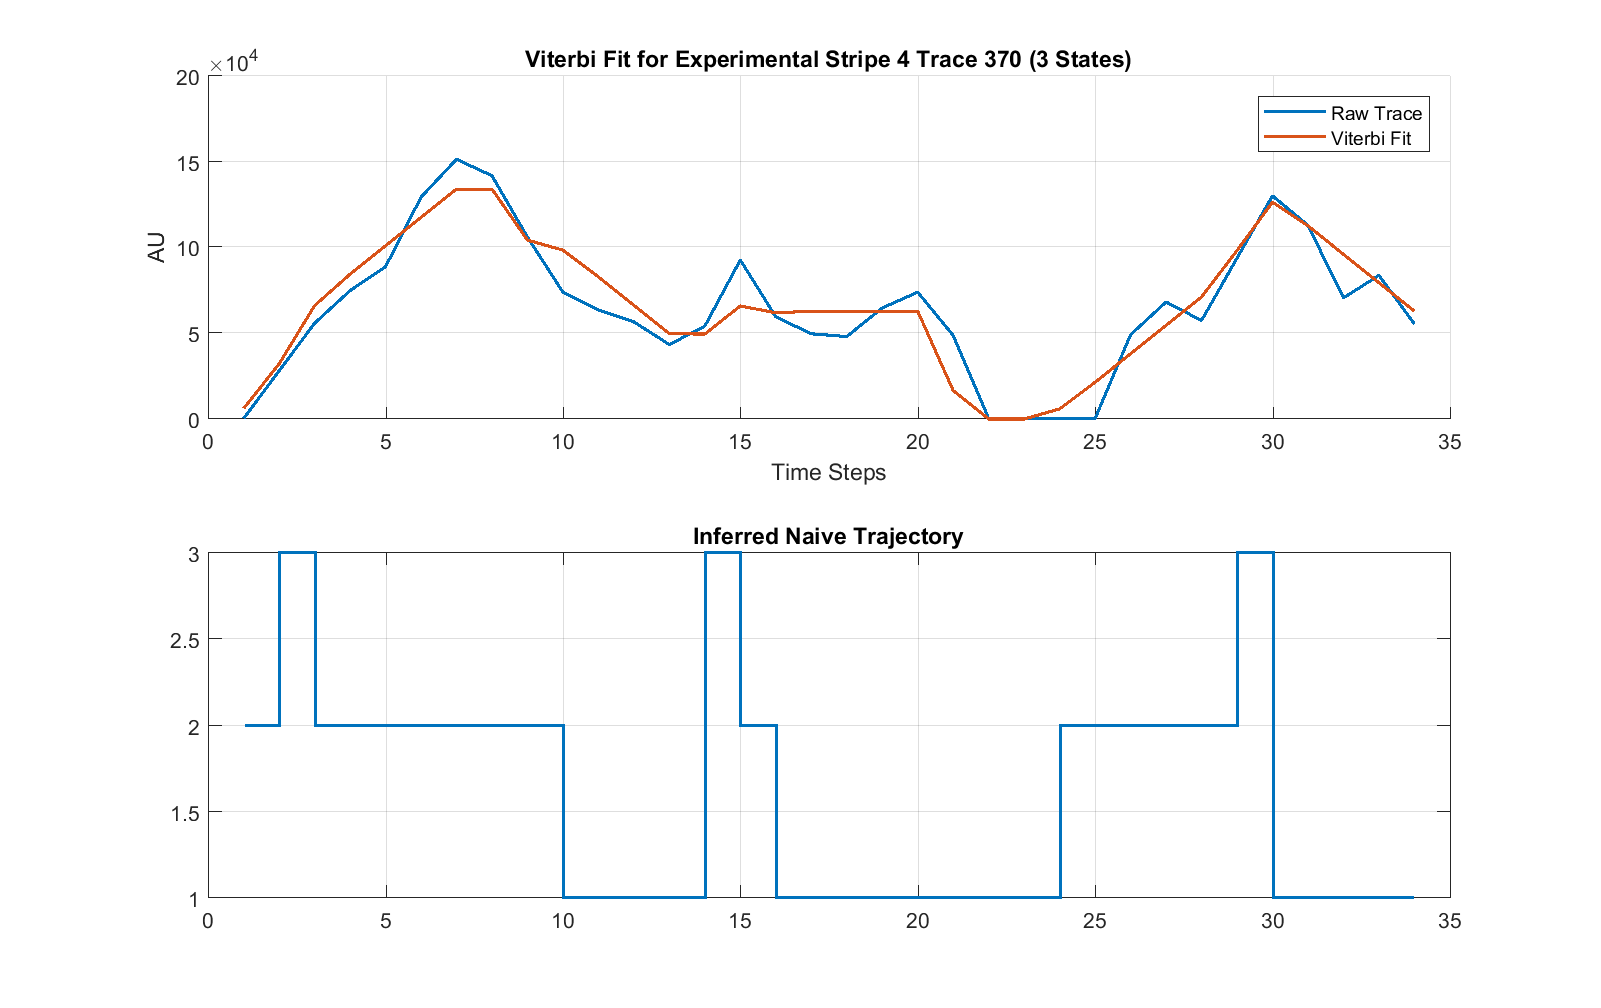 Viterbi Fit for Experimental Stripe 4 Trace 370 (3 States)
×10^4
20
15
10
5
0
AU
Raw Trace
Viterbi Fit
0 5 10 15 20 25 30 35
Time Steps
Inferred Naive Trajectory
3
2.5
2
1.5
1
0 5 10 15 20 25 30 35